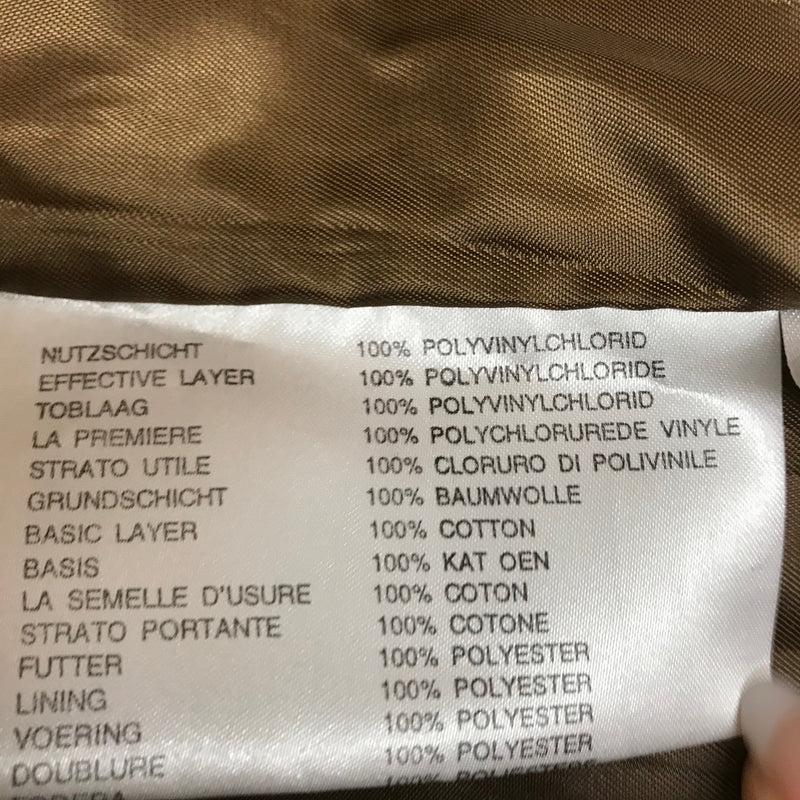 NUTZSCHICHT 100% POLYVINYLCHLORID
EFFECTIVE LAYER 100% POLYVINYLCHLORIDE
TOBLAAG 100% POLYVINYLCHLORID
LA PREMIERE 100% POLYCHLORUREDE VINYLE
STRATO UTILE 100% CLORURO DI POLIVINILE
GRUNDSCHICHT 100% BAUMWOLLE
BASIC LAYER 100% COTTON
BASIS 100% KAT OEN
LA SEMELLE D'USURE 100% COTON
STRATO PORTANTE 100% COTONE
FUTTER 100% POLYESTER
LINING 100% POLYESTER
VOERING 100% POLYESTER
DOUBLURE 100% POLYESTER